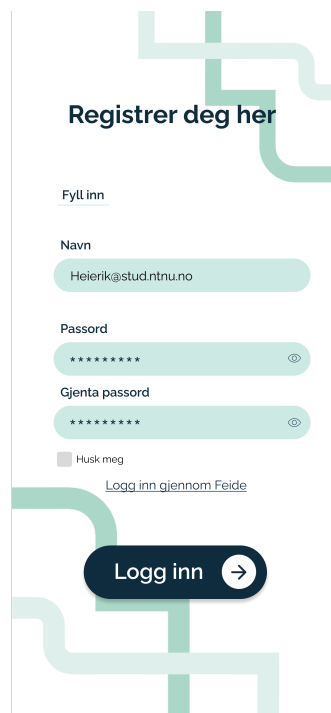 Registrer deg her
Fyll inn
Navn
Heierik@stud.ntnu.no
Passord
*********
Gjenta passord
*********
Husk meg
Logg inn gjennom Feide
Logg inn